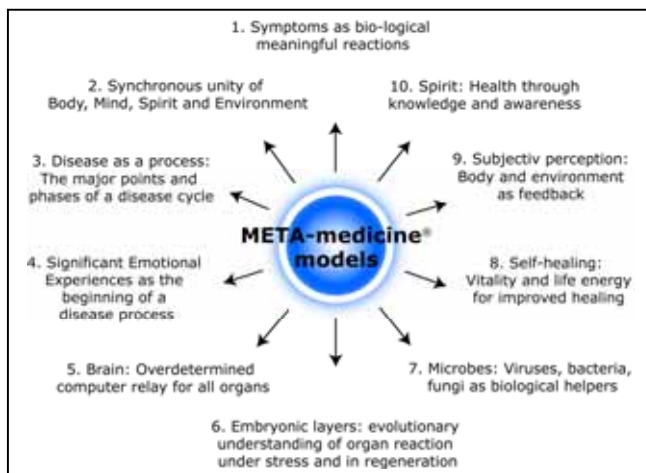 1. Symptoms as bio-logical
meaningful reactions
2. Synchronous unity of
Body, Mind, Spirit and Environment
10. Spirit: Health through
knowledge and awareness
3. Disease as a process:
The major points and
phases of a disease cycle
9. Subjectiv perception:
Body and environment
as feedback
META-medicine®
models
4. Significant Emotional
Experiences as the
beginning of a
disease process
8. Self-healing:
Vitality and life energy
for improved healing
5. Brain: Overdetermined
computer relay for all organs
7. Microbes: Viruses, bacteria,
fungi as biological helpers
6. Embryonic layers: evolutionary
understanding of organ reaction
under stress and in regeneration